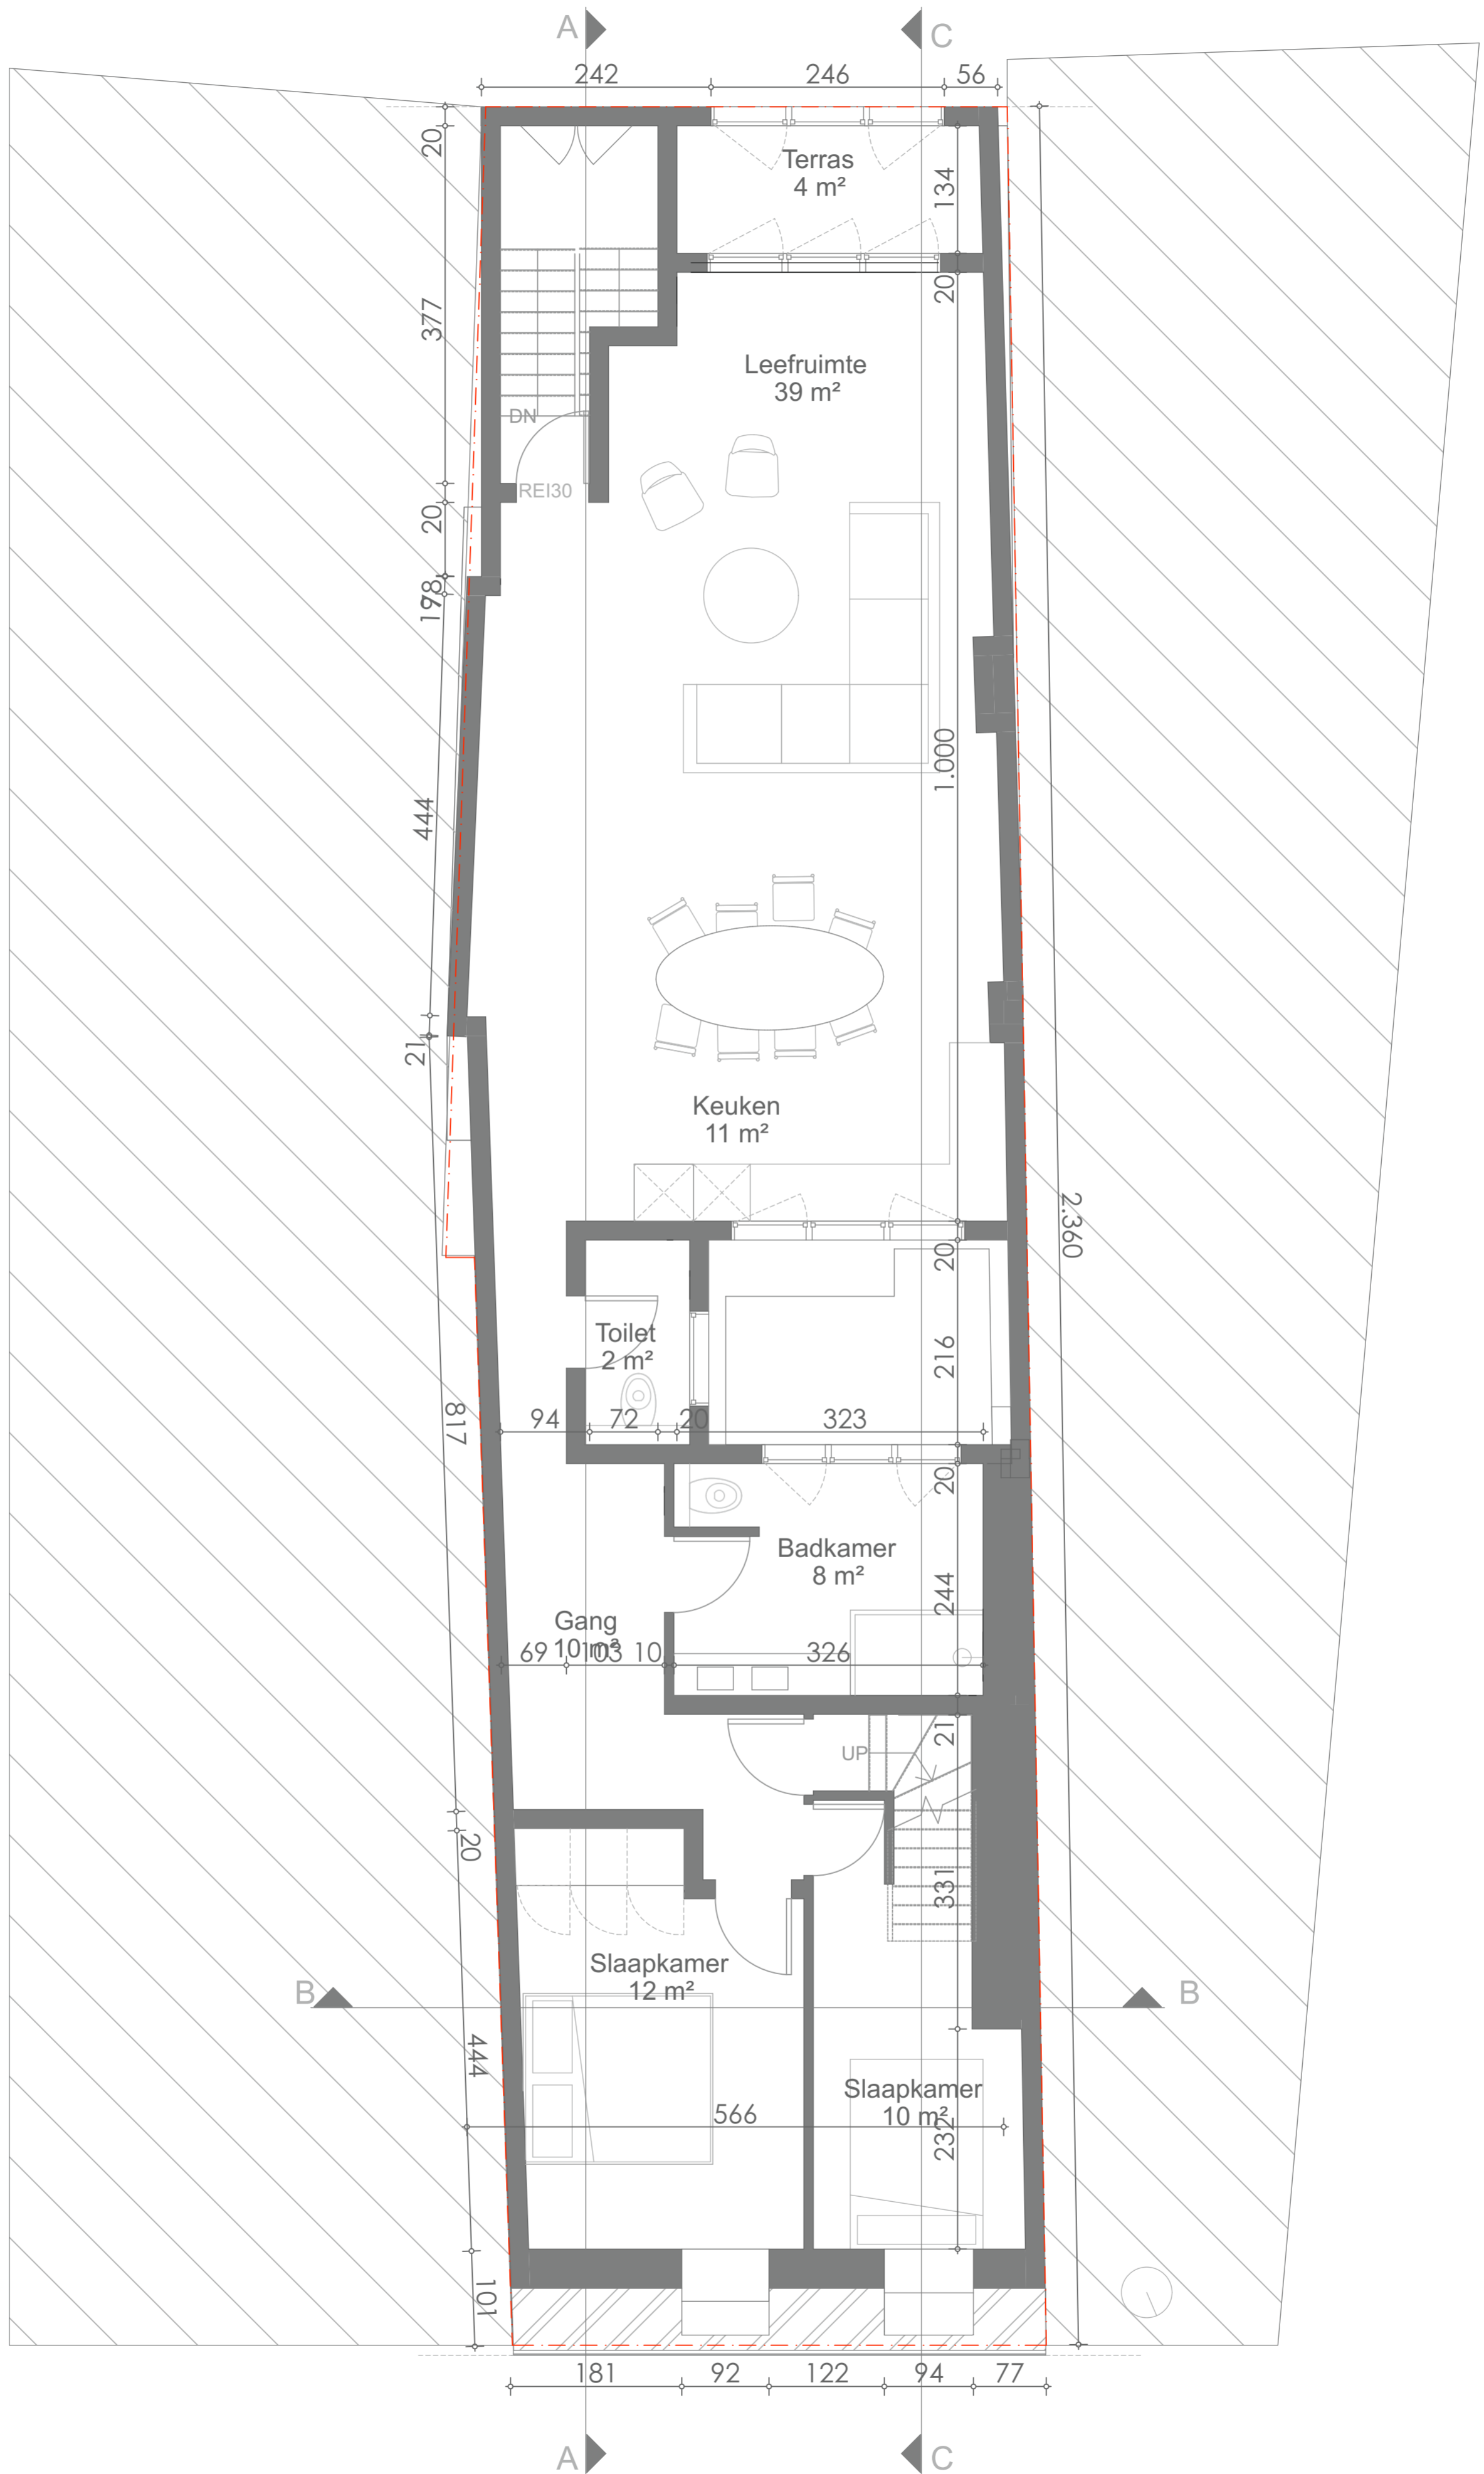 A
C
242
246
56
20
Terras
4 m²
134
20
377
Leefruimte
39 m²
DN
REI30
20
198
1.000
444
21
Keuken
11 m²
2.360
20
Toilet
2 m²
216
817
94
72
20
323
20
Badkamer
8 m²
244
Gang
10 m²
69
103
10
326
21
UP
20
331
Slaapkamer
12 m²
B
B
444
Slaapkamer
10 m²
566
232
101
181
92
122
94
77
A
C